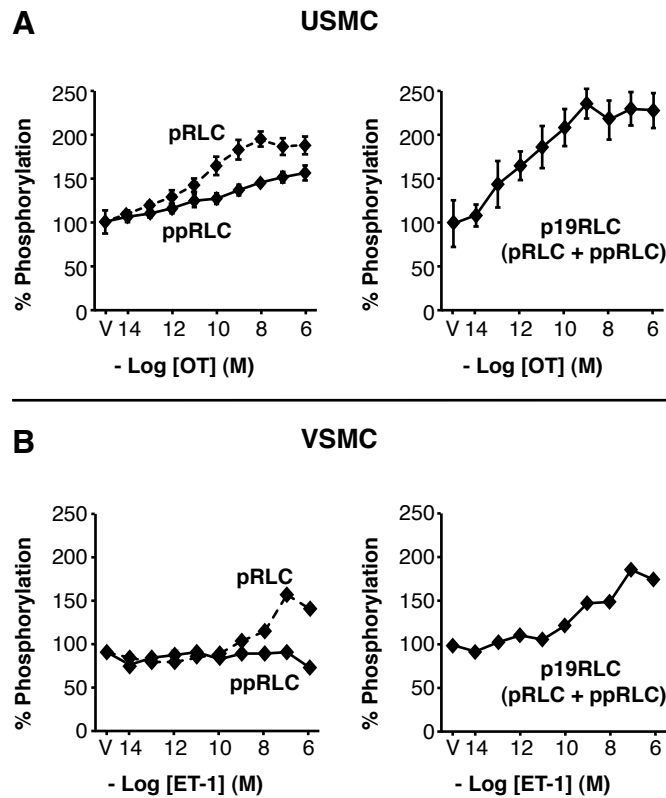 A
USMC
% Phosphorylation
250
200
150
100
50
0
pRLC
ppRLC
V 14 12 10 8 6
- Log [OT] (M)
% Phosphorylation
250
200
150
100
50
0
p19RLC
(pRLC + ppRLC)
V 14 12 10 8 6
- Log [OT] (M)
B
VSMC
% Phosphorylation
250
200
150
100
50
0
pRLC
ppRLC
V 14 12 10 8 6
- Log [ET-1] (M)
% Phosphorylation
250
200
150
100
50
0
p19RLC
(pRLC + ppRLC)
V 14 12 10 8 6
- Log [ET-1] (M)